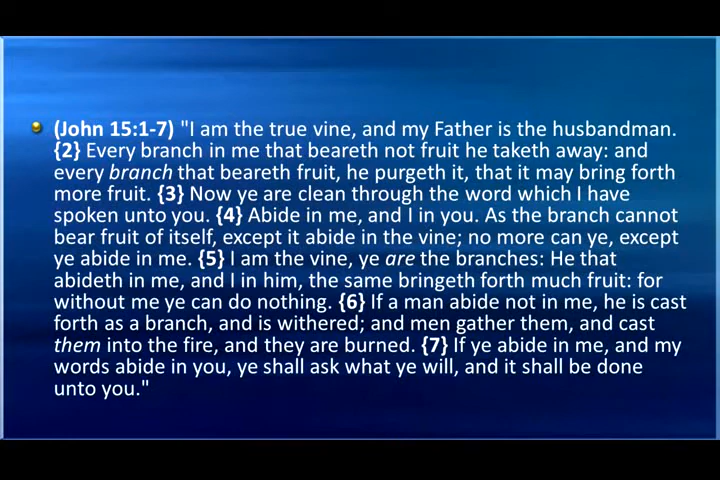 (John 15:1-7) "I am the true vine, and my Father is the husbandman.
{2} Every branch in me that beareth not fruit he taketh away: and
every branch that beareth fruit, he purgeth it, that it may bring forth
more fruit. {3} Now ye are clean through the word which I have
spoken unto you. {4} Abide in me, and I in you. As the branch cannot
bear fruit of itself, except it abide in the vine; no more can ye, except
ye abide in me. {5} I am the vine, ye are the branches: He that
abideth in me, and I in him, the same bringeth forth much fruit: for
without me ye can do nothing. {6} If a man abide not in me, he is cast
forth as a branch, and is withered; and men gather them, and cast
them into the fire, and they are burned. {7} If ye abide in me, and my
words abide in you, ye shall ask what ye will, and it shall be done
unto you."